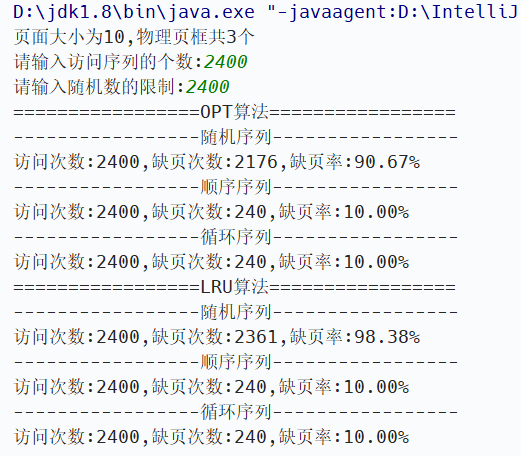 D:\jdk1.8\bin\java.exe "-javaagent:D:\IntelliJ
页面大小为10,物理页框共3个
请输入访问序列的个数:2400
请输入随机数的限制:2400
=================OPT算法=================
-----------------随机序列-----------------
访问次数:2400,缺页次数:2176,缺页率:90.67%
-----------------顺序序列-----------------
访问次数:2400,缺页次数:240,缺页率:10.00%
-----------------循环序列-----------------
访问次数:2400,缺页次数:240,缺页率:10.00%
=================LRU算法=================
-----------------随机序列-----------------
访问次数:2400,缺页次数:2361,缺页率:98.38%
-----------------顺序序列-----------------
访问次数:2400,缺页次数:240,缺页率:10.00%
-----------------循环序列-----------------
访问次数:2400,缺页次数:240,缺页率:10.00%